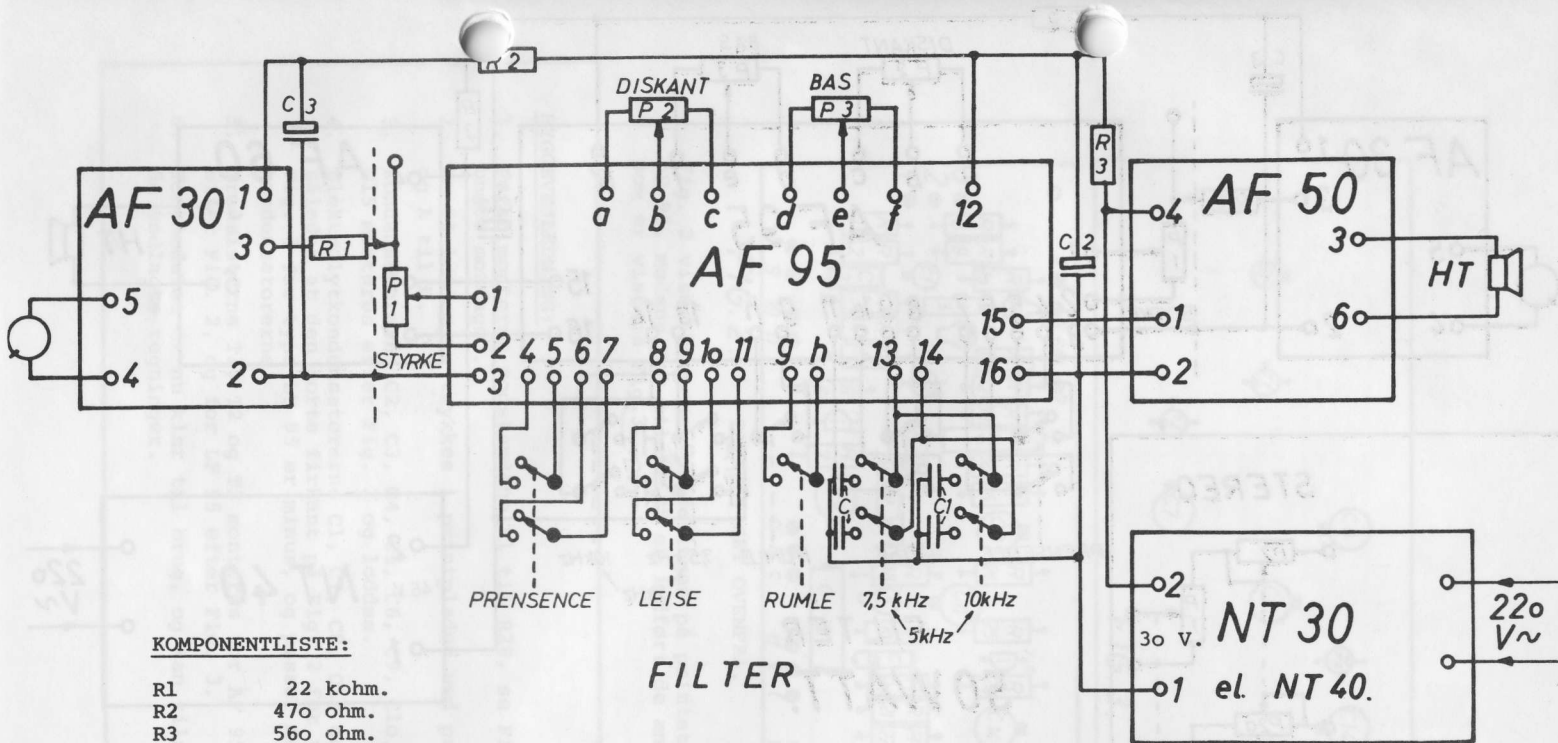 R 2
C 3
DISKANT
P 2
BAS
P 3
R 3
AF 30
1
3
R 1
5
4
2
P 1
STYRKE
a b c d e f 12
AF 95
1
2
3
4 5 6 7 8 9 1o 11 g h 13 14
15
16
C 2
AF 50
4
3
1
6
2
HT
C
C1
PRENSENCE
LEISE
RUMLE
7,5 kHz
10kHz
5kHz
FILTER
2
3o V.
NT 30
1
el. NT 40.
22o
V~
KOMPONENTLISTE:
R1 22 kohm.
R2 47o ohm.
R3 56o ohm.